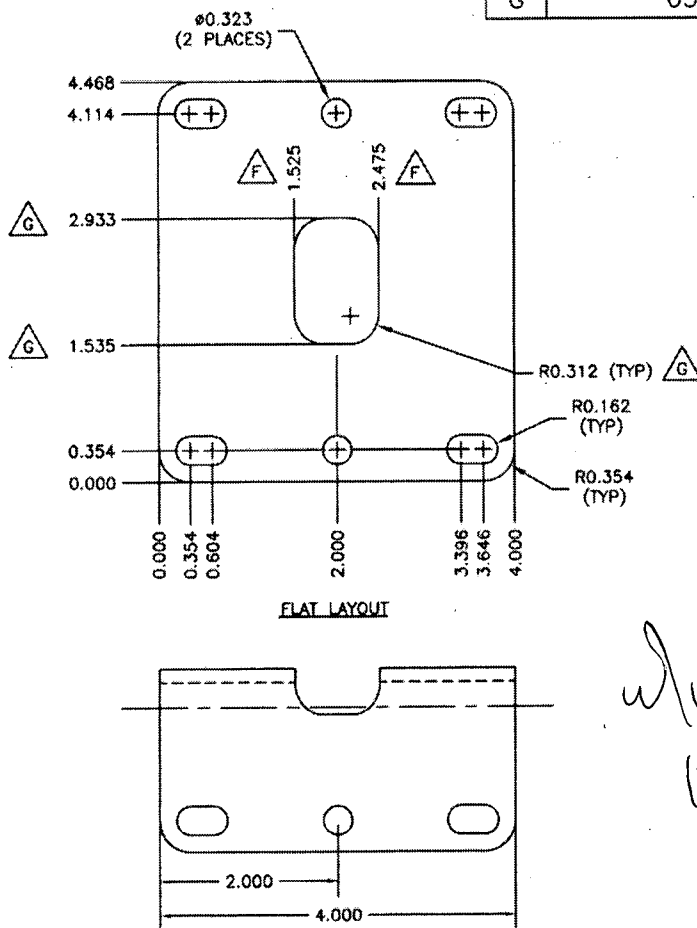 G
ø0.323
(2 PLACES)
4.468
4.114
F
1.525
2.475
F
G
2.933
G
1.535
R0.312 (TYP)
G
R0.162
(TYP)
0.354
R0.354
(TYP)
0.000
0.000
0.354
0.604
2.000
3.396
3.646
4.000
FLAT LAYOUT
2.000
4.000